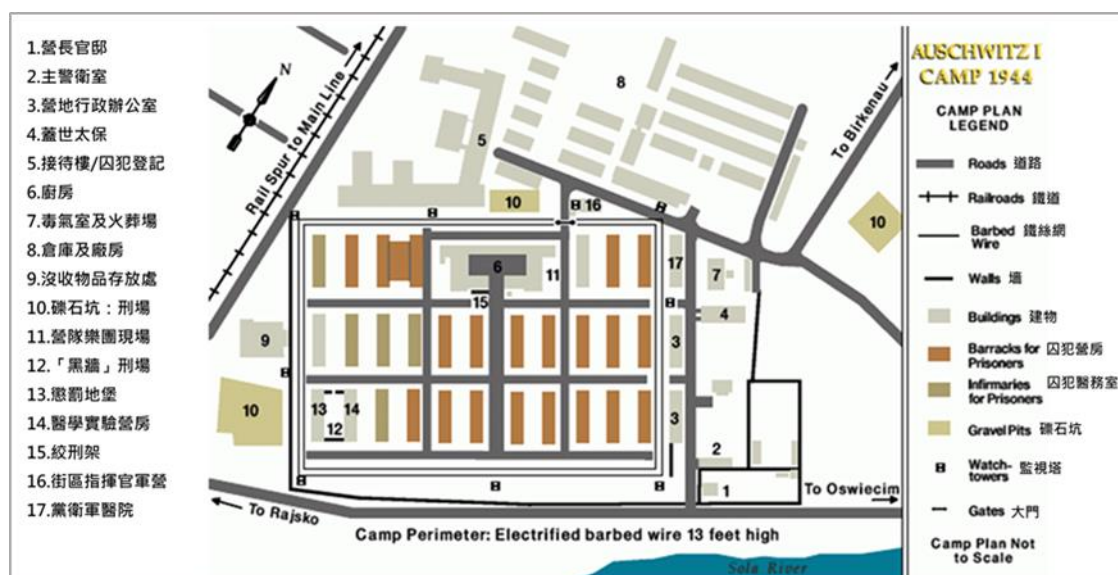 1.營長官邸
2.主警衛室
3.營地行政辦公室
4.蓋世太保
5.接待樓/囚犯登記
6.廚房
7.毒氣室及火葬場
8.倉庫及廠房
9.沒收物品存放處
10.礫石坑：刑場
11.營隊樂團現場
12.「黑牆」刑場
13.懲罰地堡
14.醫學實驗營房
15.絞刑架
16.街區指揮官軍營
17.黨衛軍醫院
N
Rail Spur to Main Line
8
5
To Birkenau
10
16
10
6
11
17
7
15
4
9
3
10
13
14
12
3
2
1
To Oswiecim
To Rajsko
Camp Perimeter: Electrified barbed wire 13 feet high
Sola River
AUSCHWITZ I
CAMP 1944
CAMP PLAN
LEGEND
Roads 道路
Railroads 鐵道
Barbed 鐵絲網
Wire
Walls 墙
Buildings 建物
Barracks for 囚犯營房
Prisoners
Infirmaries 囚犯醫務室
for Prisoners
Gravel Pits 礫石坑
Watch-
towers 監視塔
Gates 大門
Camp Plan Not
to Scale